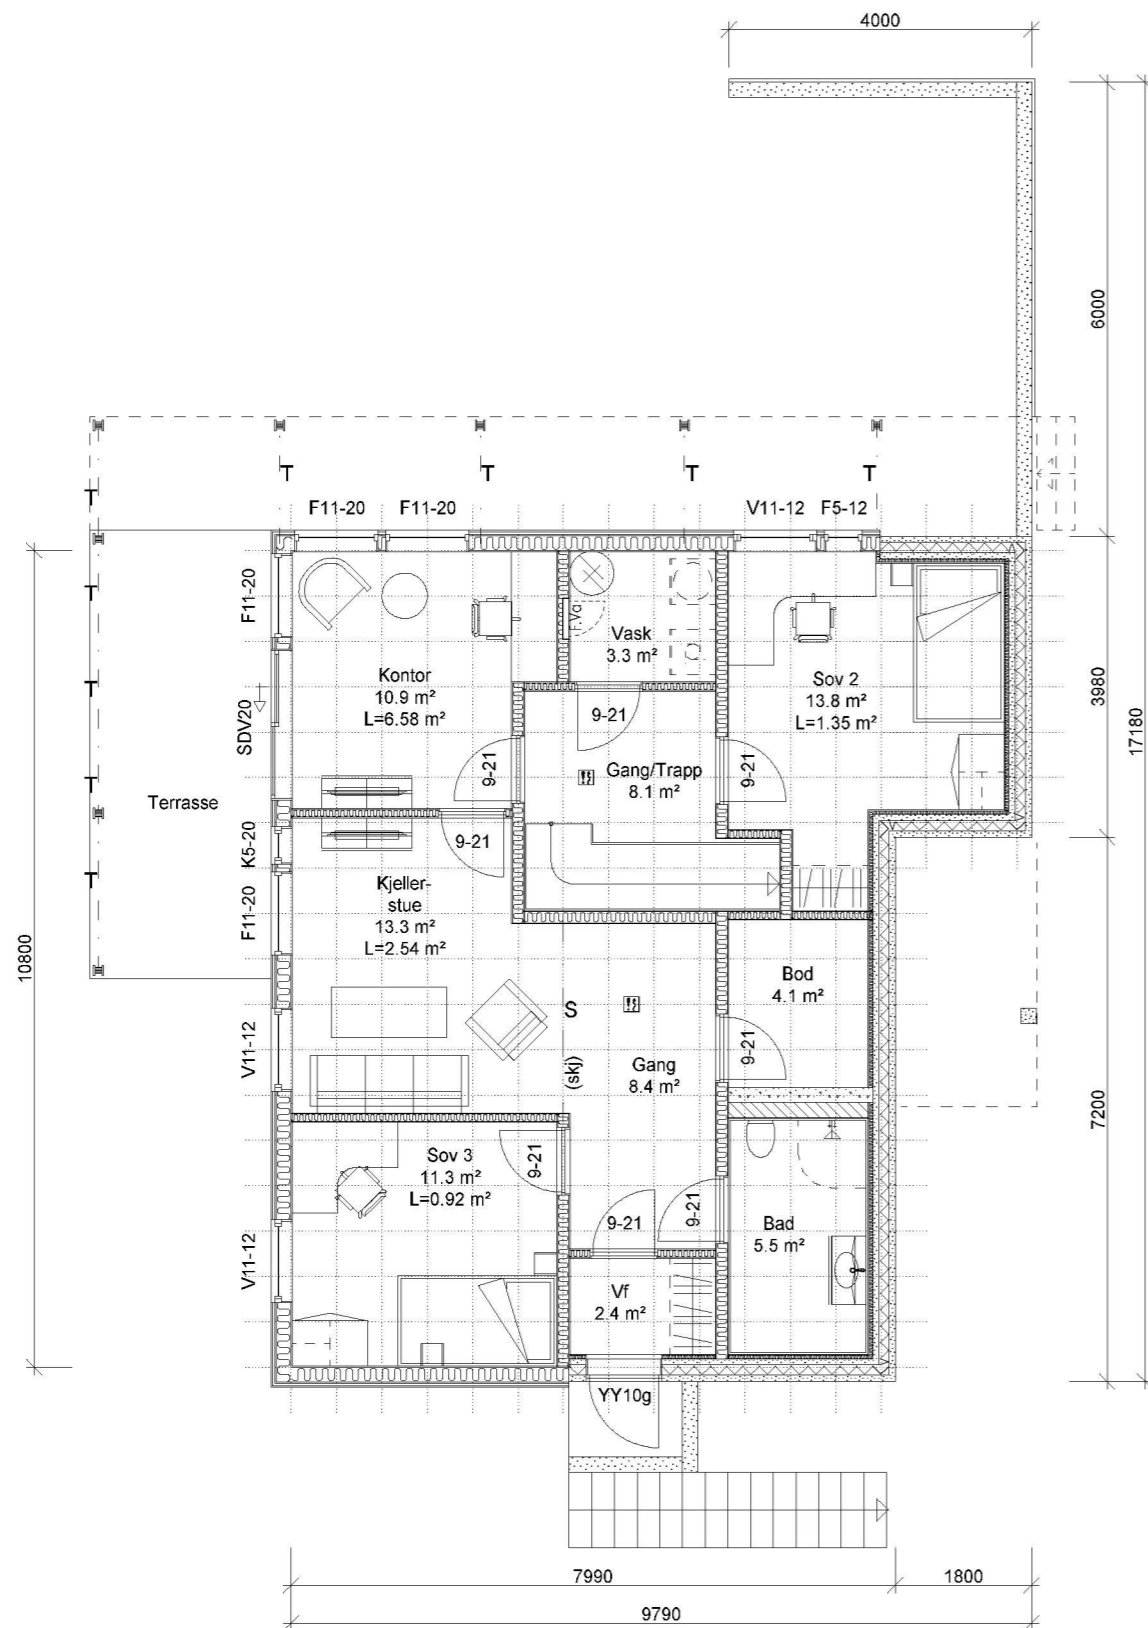 4000
6000
T
T
T
T
T
F11-20
F11-20
V11-12
F5-12
F11-20
T
F.Va
Vask
3.3 m²
Kontor
10.9 m²
L=6.58 m²
Sov 2
13.8 m²
L=1.35 m²
3980
17180
T
SDV20
9-21
9-21
9-21
Gang/Trapp
8.1 m²
T
Terrasse
9-21
K5-20
T
Kjeller-
stue
13.3 m²
L=2.54 m²
F11-20
10800
Bod
4.1 m²
S
V11-12
(skj)
9-21
Gang
8.4 m²
7200
Sov 3
11.3 m²
L=0.92 m²
9-21
9-21
9-21
Bad
5.5 m²
V11-12
Vf
2.4 m²
YY10g
7990
1800
9790